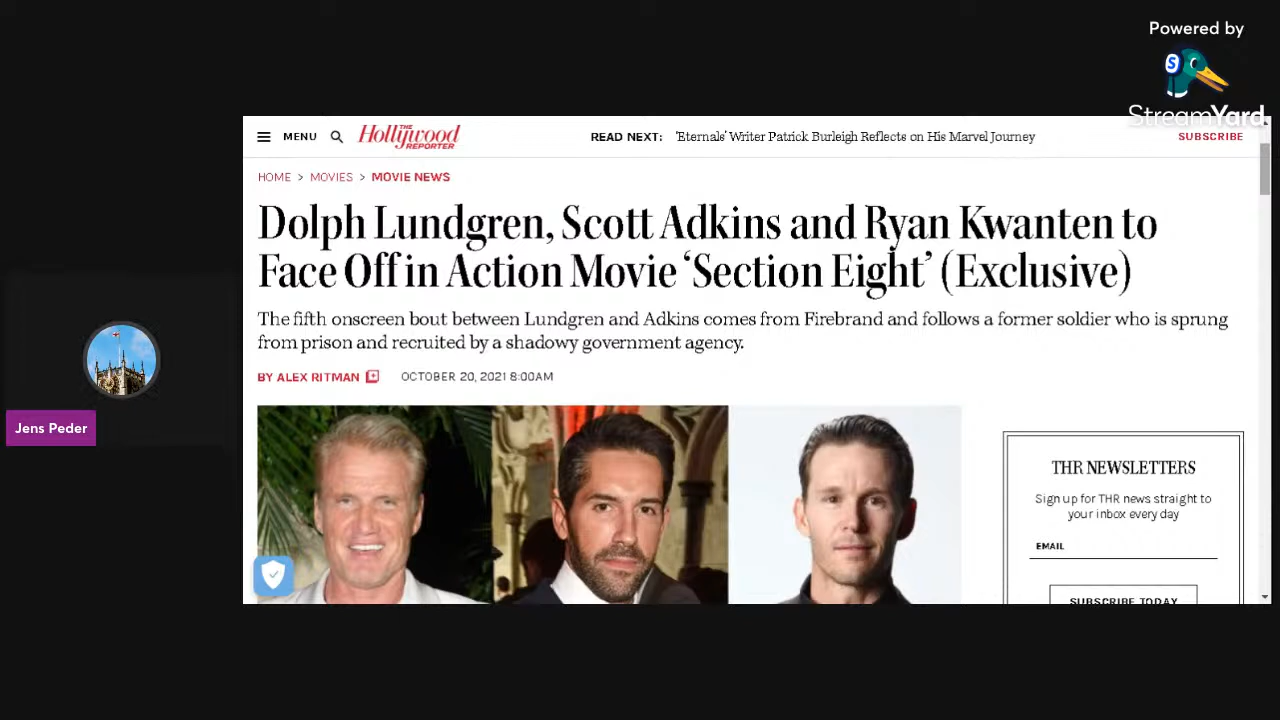 Powered by
S
StreamYard
MENU
THE Hollywood REPORTER
READ NEXT: 'Eternals' Writer Patrick Burleigh Reflects on His Marvel Journey
SUBSCRIBE
HOME > MOVIES > MOVIE NEWS
Dolph Lundgren, Scott Adkins and Ryan Kwanten to
Face Off in Action Movie ‘Section Eight’ (Exclusive)
The fifth onscreen bout between Lundgren and Adkins comes from Firebrand and follows a former soldier who is sprung
from prison and recruited by a shadowy government agency.
BY ALEX RITMAN
OCTOBER 20, 2021 8:00AM
Jens Peder
THR NEWSLETTERS
Sign up for THR news straight to
your inbox every day
EMAIL
SUBSCRIBE TODAY